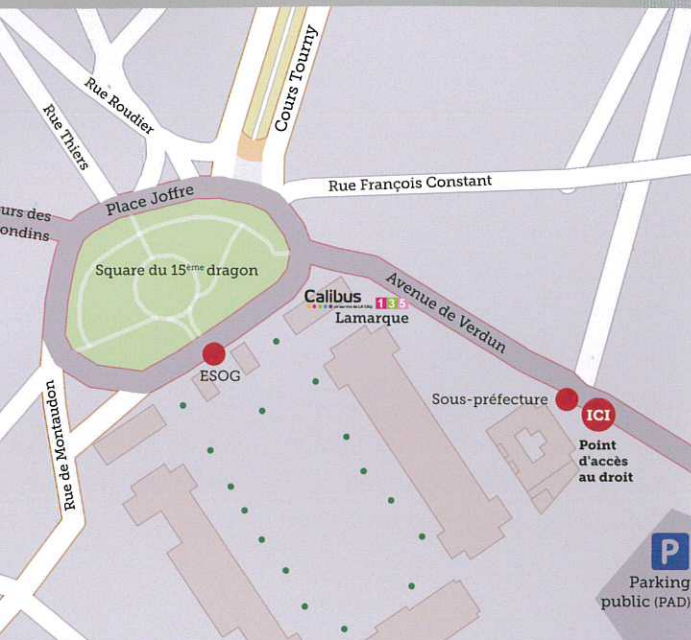 Cours Tourny
Rue Roudier
Rue Thiers
Rue François Constant
Place Joffre
urs des
ondins
Square du 15ème dragon
Avenue de Verdun
Calibus
1 3 5
Lamarque
ESOG
Sous-préfecture
ICI
Point
d'accès
au droit
Rue de Montaudon
P
Parking
public (PAD)